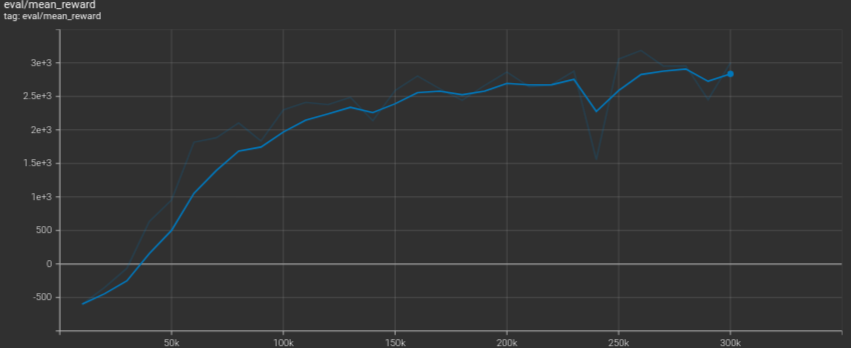 eval/mean_reward
tag: eval/mean_reward
3e+3
2.5e+3
2e+3
1.5e+3
1e+3
500
0
-500
50k 100k 150k 200k 250k 300k